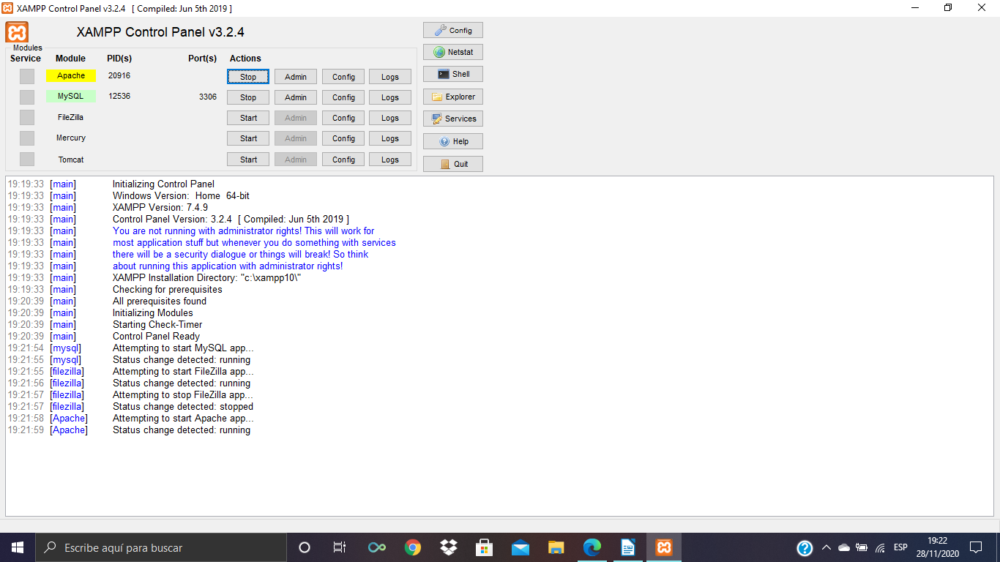 XAMPP Control Panel v3.2.4 [ Compiled: Jun 5th 2019 ]
XAMPP Control Panel v3.2.4
Config
Modules
Service Module PID(s) Port(s) Actions
Netstat
Apache 20916 Stop Admin Config Logs
Shell
MySQL 12536 3306 Stop Admin Config Logs
Explorer
FileZilla Start Admin Config Logs
Services
Mercury Start Admin Config Logs
Help
Tomcat Start Admin Config Logs
Quit
19:19:33 [main] Initializing Control Panel
19:19:33 [main] Windows Version: Home 64-bit
19:19:33 [main] XAMPP Version: 7.4.9
19:19:33 [main] Control Panel Version: 3.2.4 [ Compiled: Jun 5th 2019 ]
19:19:33 [main] You are not running with administrator rights! This will work for
19:19:33 [main] most application stuff but whenever you do something with services
19:19:33 [main] there will be a security dialogue or things will break! So think
19:19:33 [main] about running this application with administrator rights!
19:19:33 [main] XAMPP Installation Directory: "c:\xampp10\"
19:19:33 [main] Checking for prerequisites
19:20:39 [main] All prerequisites found
19:20:39 [main] Initializing Modules
19:20:39 [main] Starting Check-Timer
19:20:39 [main] Control Panel Ready
19:21:54 [mysql] Attempting to start MySQL app...
19:21:55 [mysql] Status change detected: running
19:21:55 [filezilla] Attempting to start FileZilla app...
19:21:56 [filezilla] Status change detected: running
19:21:57 [filezilla] Attempting to stop FileZilla app...
19:21:57 [filezilla] Status change detected: stopped
19:21:58 [Apache] Attempting to start Apache app...
19:21:59 [Apache] Status change detected: running
Escribe aquí para buscar
ESP
19:22
28/11/2020